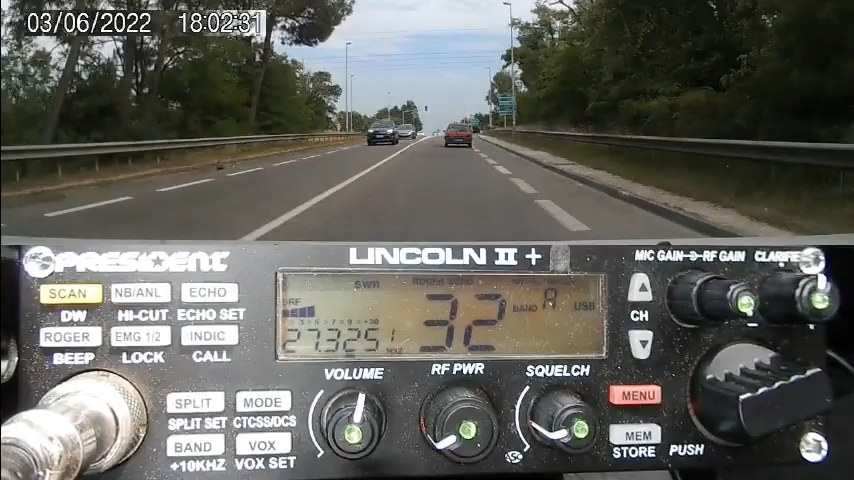 03/06/2022 18:02:31
PRESIDENT LINCOLN II + MIC GAIN RF GAIN CLARIFIE
SCAN NB/ANL ECHO
DW HI-CUT ECHO SET
ROGER EMG 1/2 INDIC
BEEP LOCK CALL
SWR
32 BAND A USB
27.3251
CH
VOLUME RF PWR SQUELCH
SPLIT MODE
SPLIT SET CTCSS/DCS
BAND VOX
+10KHZ VOX SET
ASC
MENU
MEM
STORE PUSH